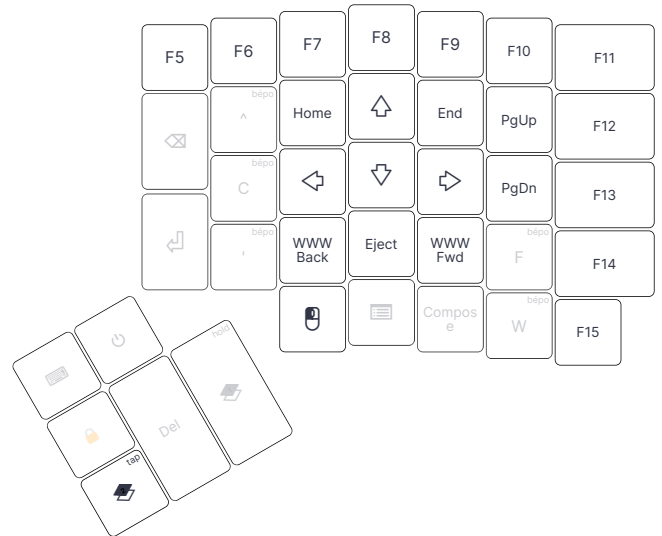 F5 F6 F7 F8 F9 F10 F11
bépo
^ Home End PgUp F12
bépo
C PgDn F13
bépo
' WWW
Back Eject WWW
Fwd
bépo
F F14
Compos
e
bépo
W F15
hold
Del
tap